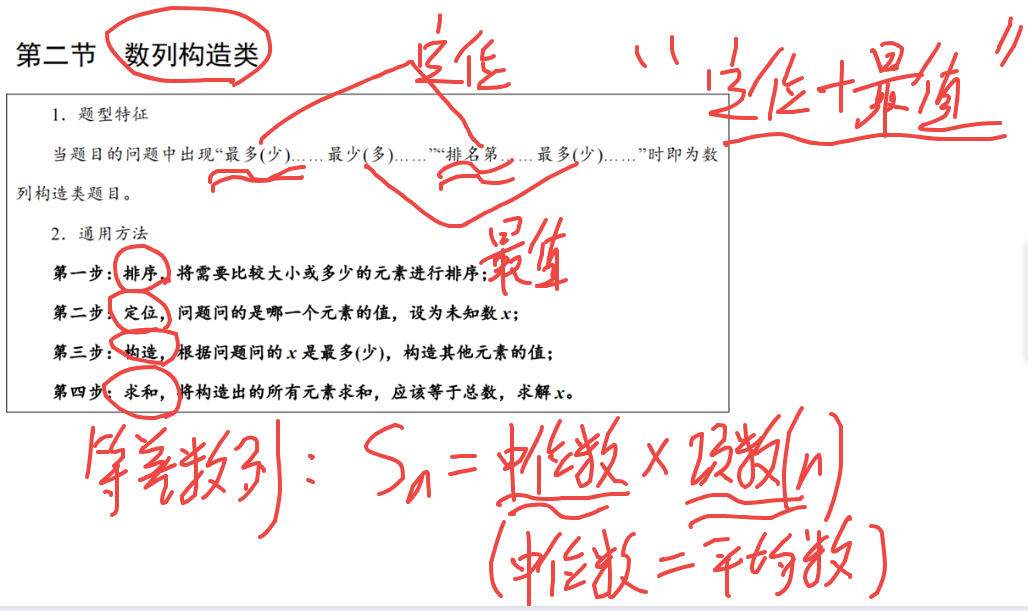 第二节 数列构造类
定位
“定位+最值”
1．题型特征
当题目的问题中出现“最多(少)……最少(多)……”“排名第……最多(少)……”时即为数
列构造类题目。
2．通用方法
最值
第一步：排序，将需要比较大小或多少的元素进行排序；
第二步：定位，问题问的是哪一个元素的值，设为未知数 x；
第三步：构造，根据问题问的 x 是最多(少)，构造其他元素的值；
第四步：求和，将构造出的所有元素求和，应该等于总数，求解 x。
[等差数列]：Sn = 中位数 × 项数(n)
(中位数 = 平均数)